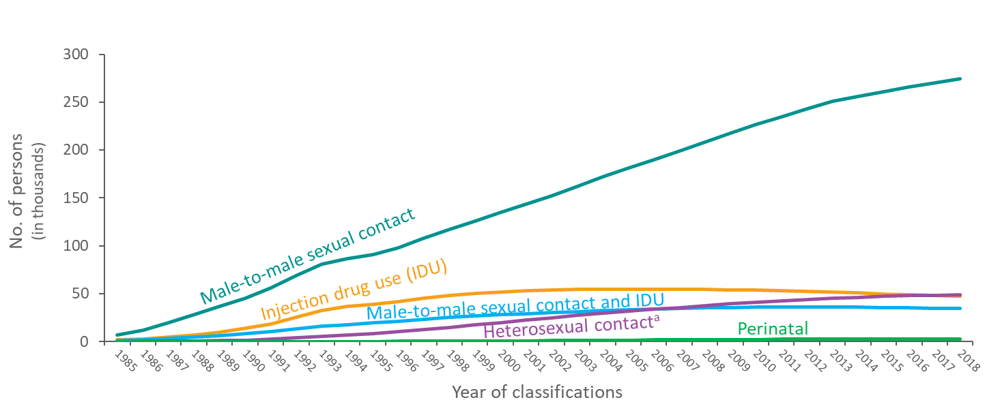 300
250
200
150
100
50
0
No. of persons
(in thousands)
Male-to-male sexual contact
Injection drug use (IDU)
Male-to-male sexual contact and IDU
Heterosexual contactª
Perinatal
1985 1986 1987 1988 1989 1990 1991 1992 1993 1994 1995 1996 1997 1998 1999 2000 2001 2002 2003 2004 2005 2006 2007 2008 2009 2010 2011 2012 2013 2014 2015 2016 2017 2018
Year of classifications